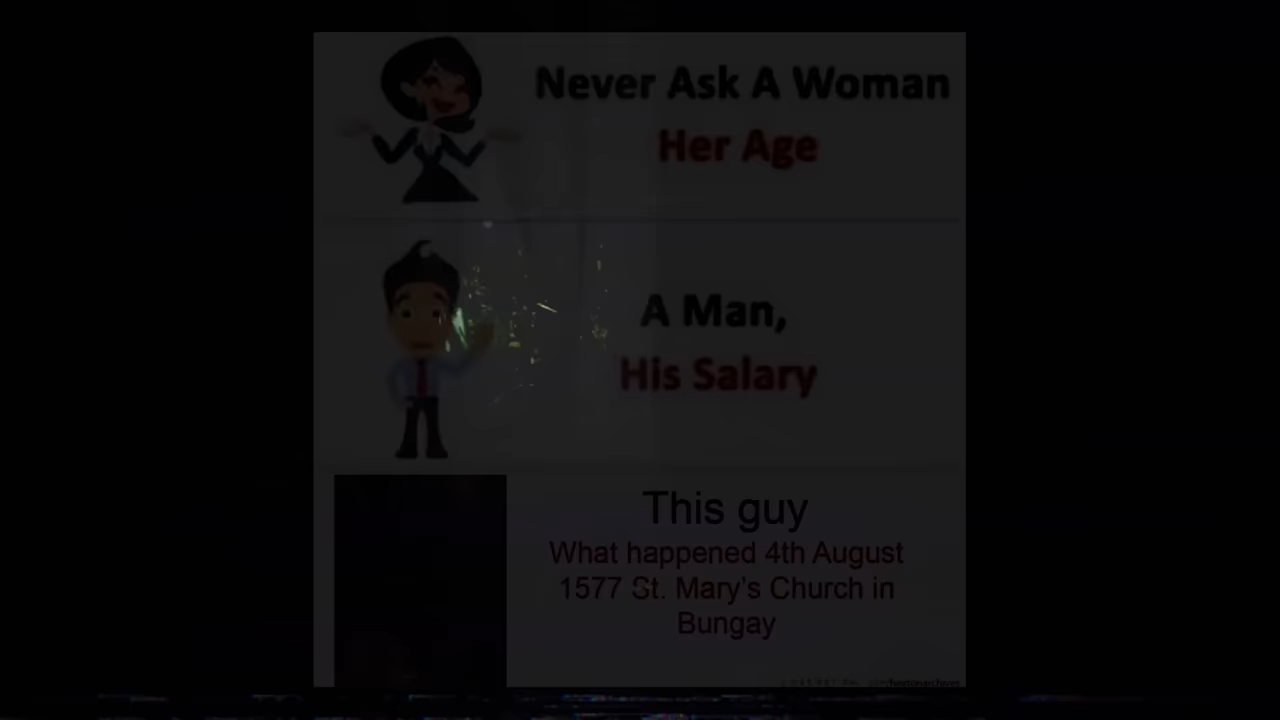 Never Ask A Woman
Her Age
A Man,
His Salary
This guy
What happened 4th August
1577 St. Mary's Church in
Bungay